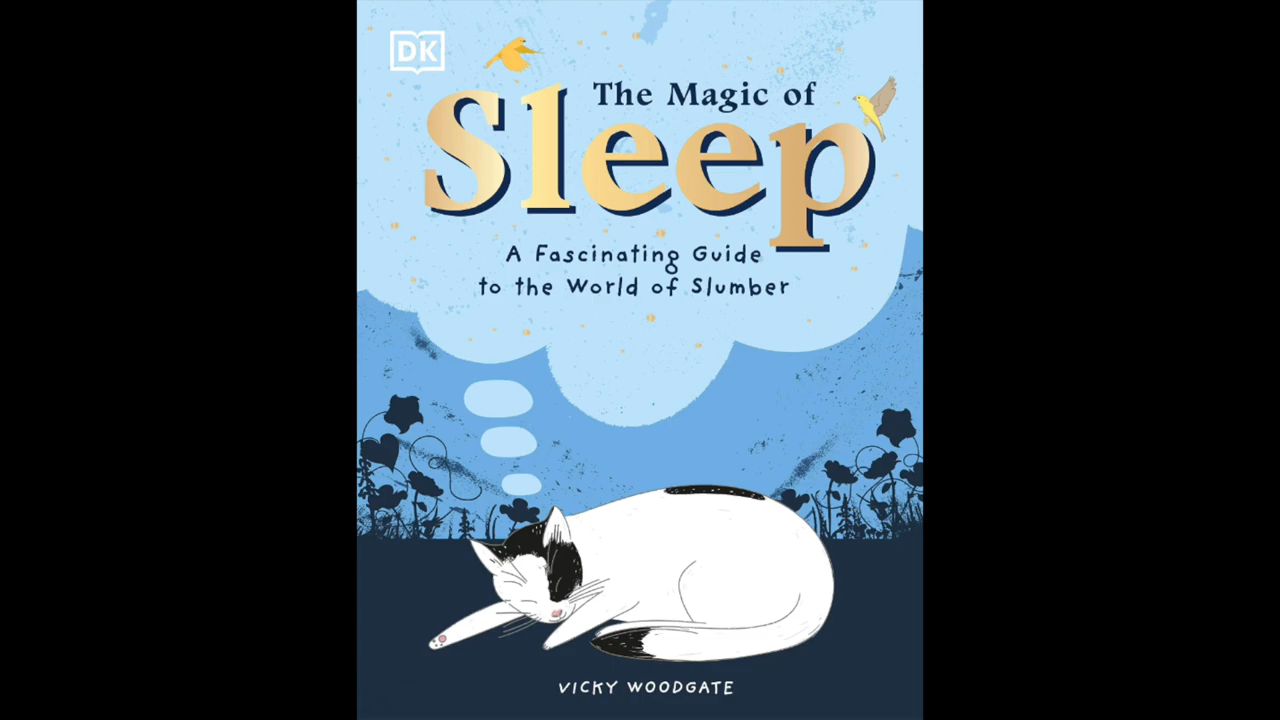 DK
The Magic of
Sleep
A Fascinating Guide
to the World of Slumber
VICKY WOODGATE